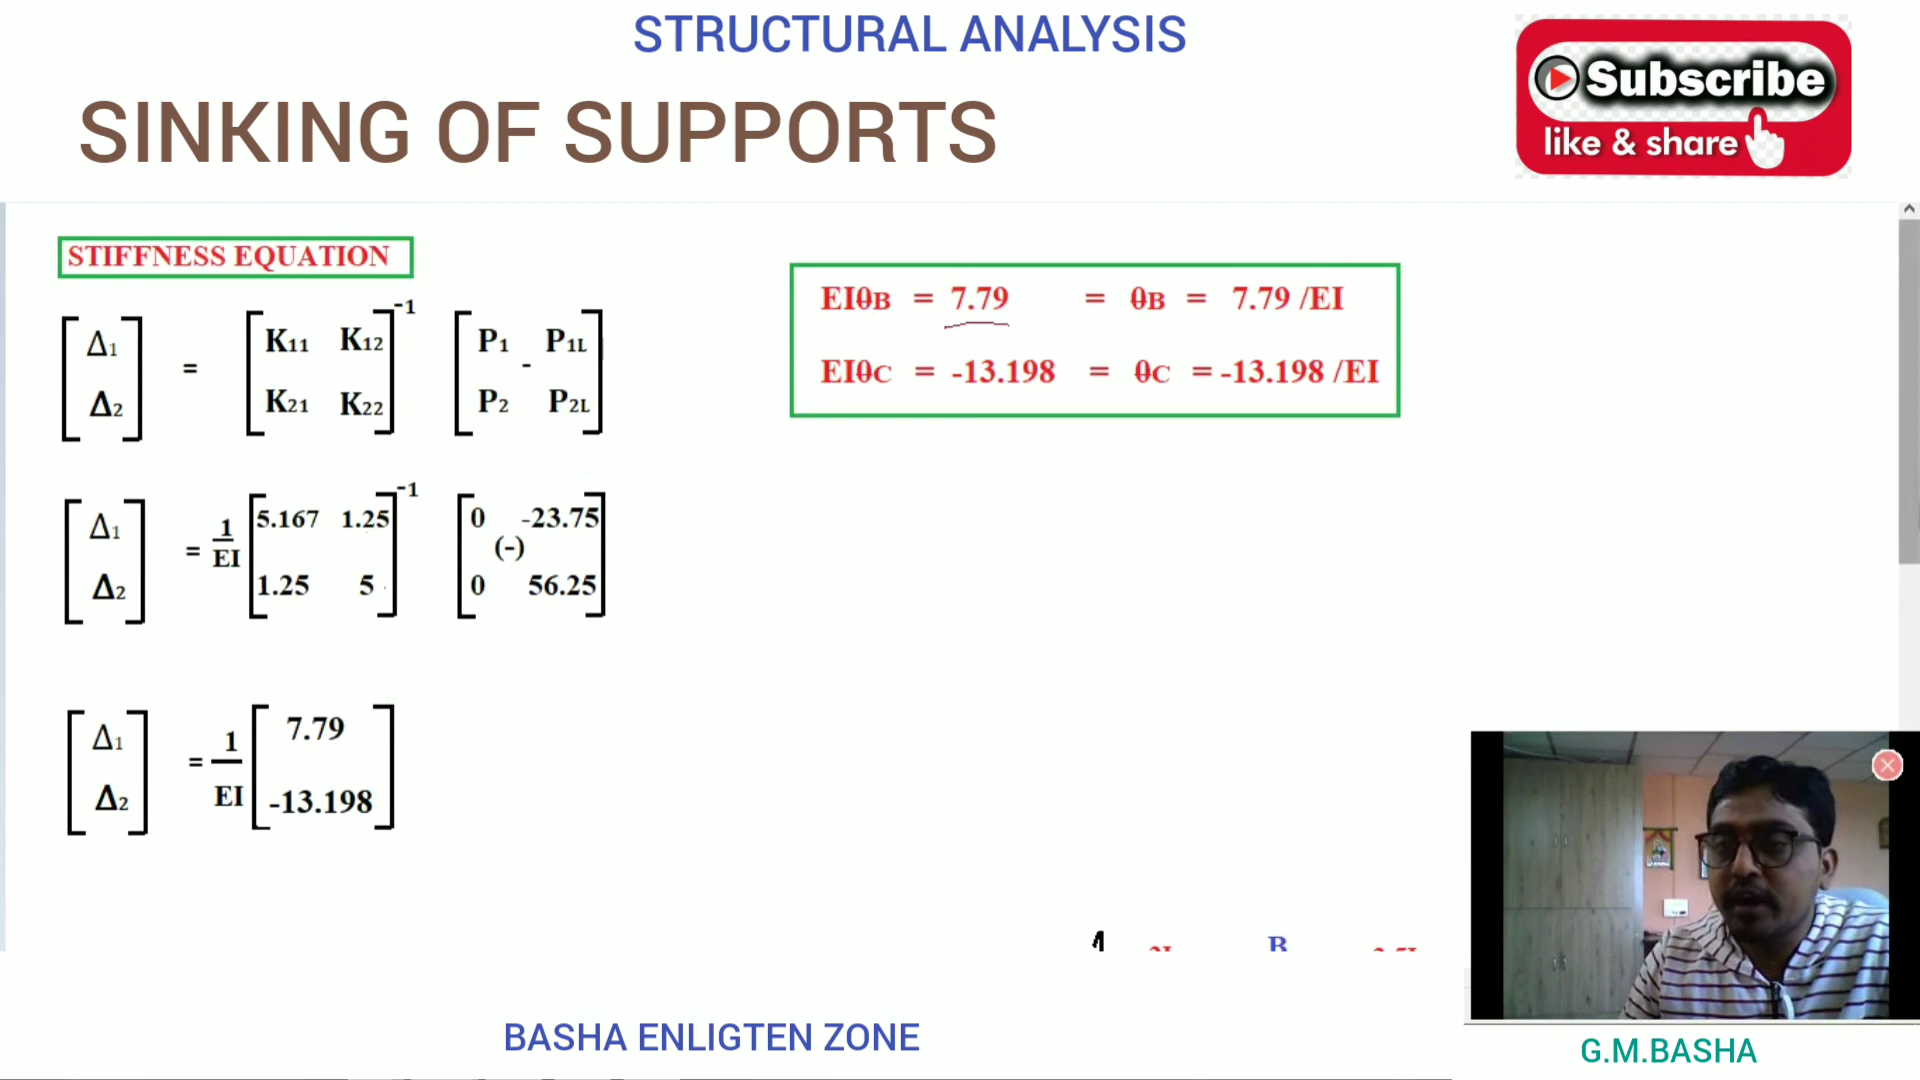 STRUCTURAL ANALYSIS
SINKING OF SUPPORTS
Subscribe
like & share
STIFFNESS EQUATION
Δ1 = K11 K12 -1 P1 - P1L
Δ2 K21 K22 P2 P2L
EIθB = 7.79 = θB = 7.79 /EI
EIθC = -13.198 = θC = -13.198 /EI
Δ1 = 1/EI 5.167 1.25 -1 0 (-) -23.75
Δ2 1.25 5 0 56.25
Δ1 = 1/EI 7.79
Δ2 -13.198
B
BASHA ENLIGTEN ZONE
G.M.BASHA